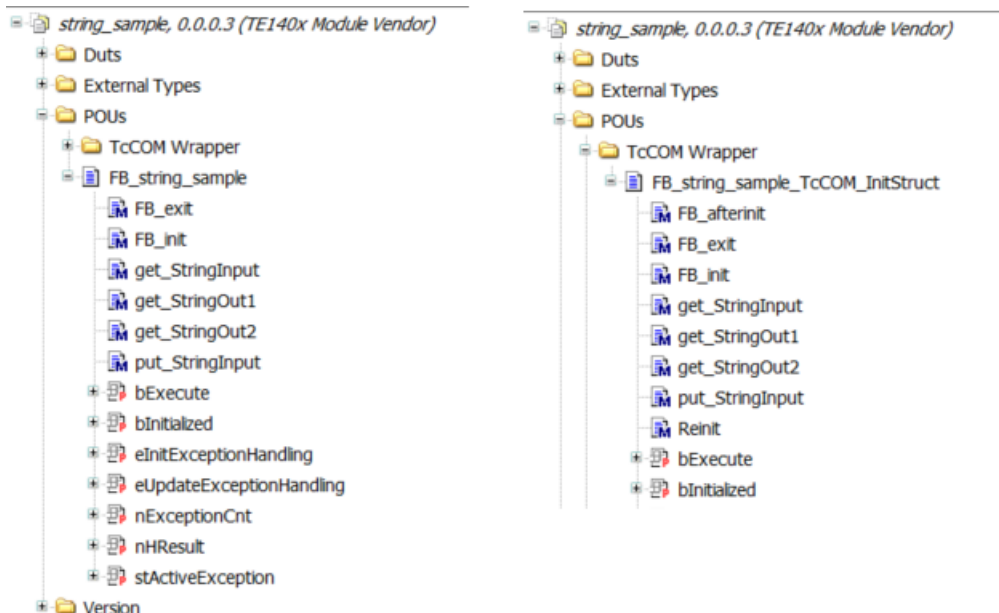 string_sample, 0.0.0.3 (TE140x Module Vendor)
Duts
External Types
POUs
TcCOM Wrapper
FB_string_sample
FB_exit
FB_init
get_StringInput
get_StringOut1
get_StringOut2
put_StringInput
bExecute
bInitialized
eInitExceptionHandling
eUpdateExceptionHandling
nExceptionCnt
nHResult
stActiveException
Version
string_sample, 0.0.0.3 (TE140x Module Vendor)
Duts
External Types
POUs
TcCOM Wrapper
FB_string_sample_TcCOM_InitStruct
FB_afterinit
FB_exit
FB_init
get_StringInput
get_StringOut1
get_StringOut2
put_StringInput
Reinit
bExecute
bInitialized